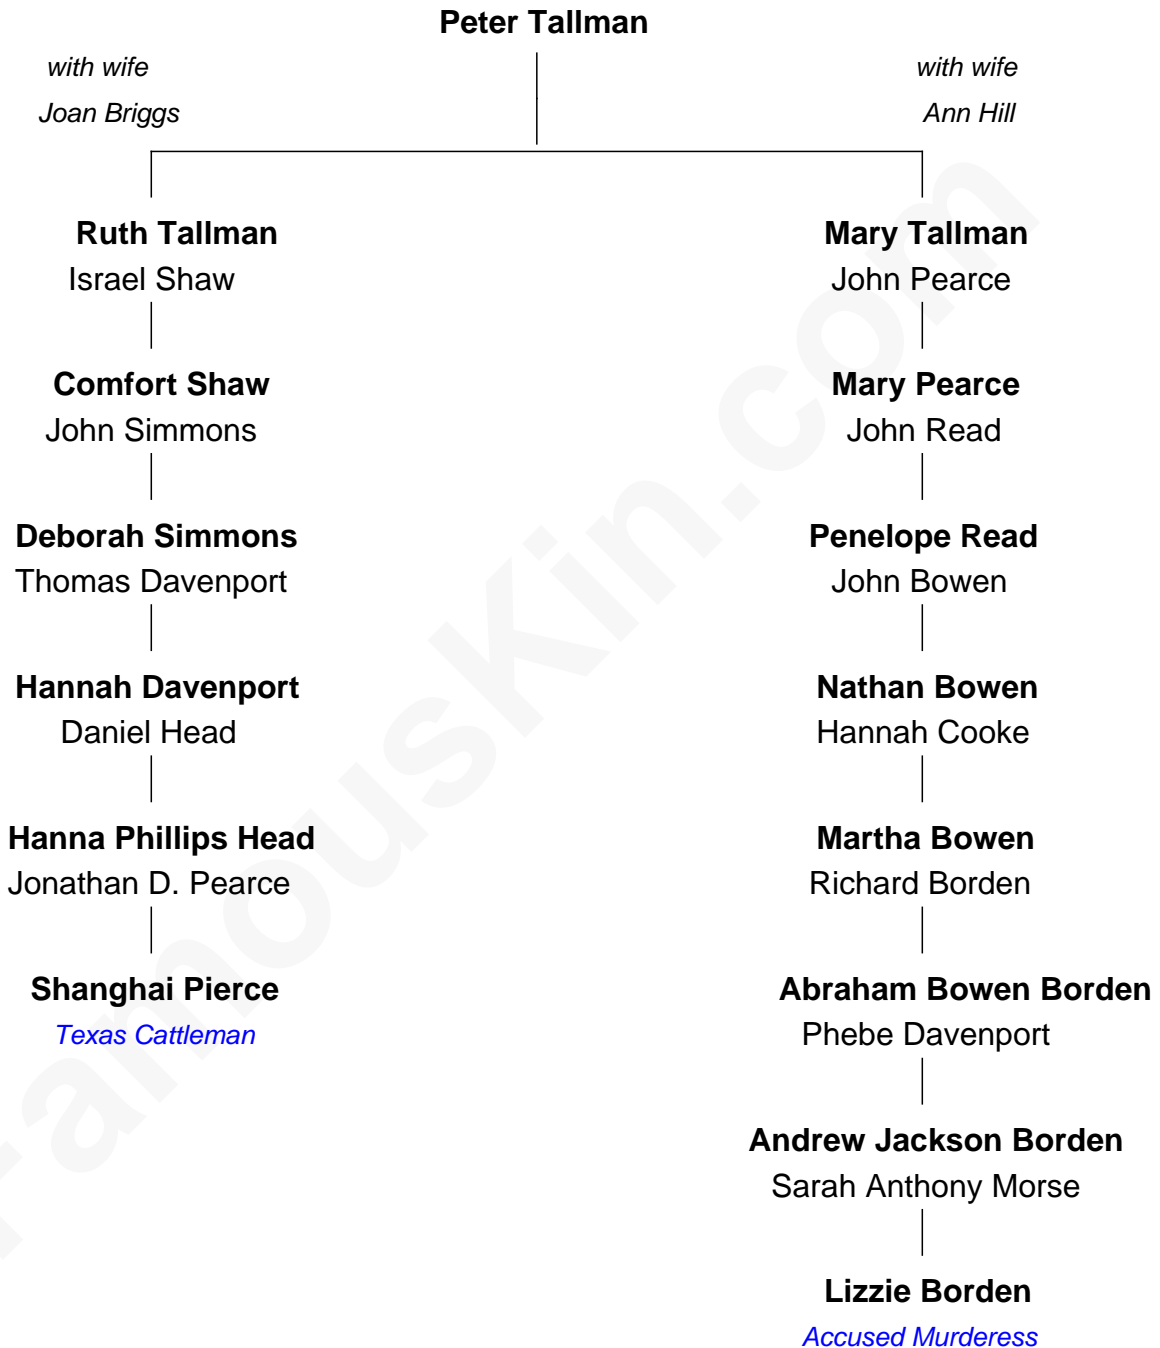 Peter Tallman
with wife
Joan Briggs
with wife
Ann Hill
Ruth Tallman
Israel Shaw
Mary Tallman
John Pearce
Comfort Shaw
John Simmons
Mary Pearce
John Read
Deborah Simmons
Thomas Davenport
Penelope Read
John Bowen
Hannah Davenport
Daniel Head
Nathan Bowen
Hannah Cooke
Hanna Phillips Head
Jonathan D. Pearce
Martha Bowen
Richard Borden
Shanghai Pierce
Texas Cattleman
Abraham Bowen Borden
Phebe Davenport
Andrew Jackson Borden
Sarah Anthony Morse
Lizzie Borden
Accused Murderess
FamousKin.com